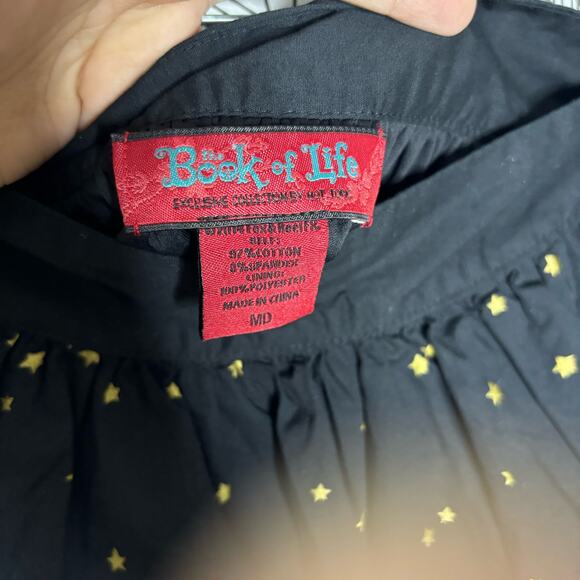 the
Book of Life
EXCLUSIVE COLLECTION BY HOT TOPIC
SELF:
97% COTTON
3% SPANDEX
LINING:
100% POLYESTER
MADE IN CHINA
MD